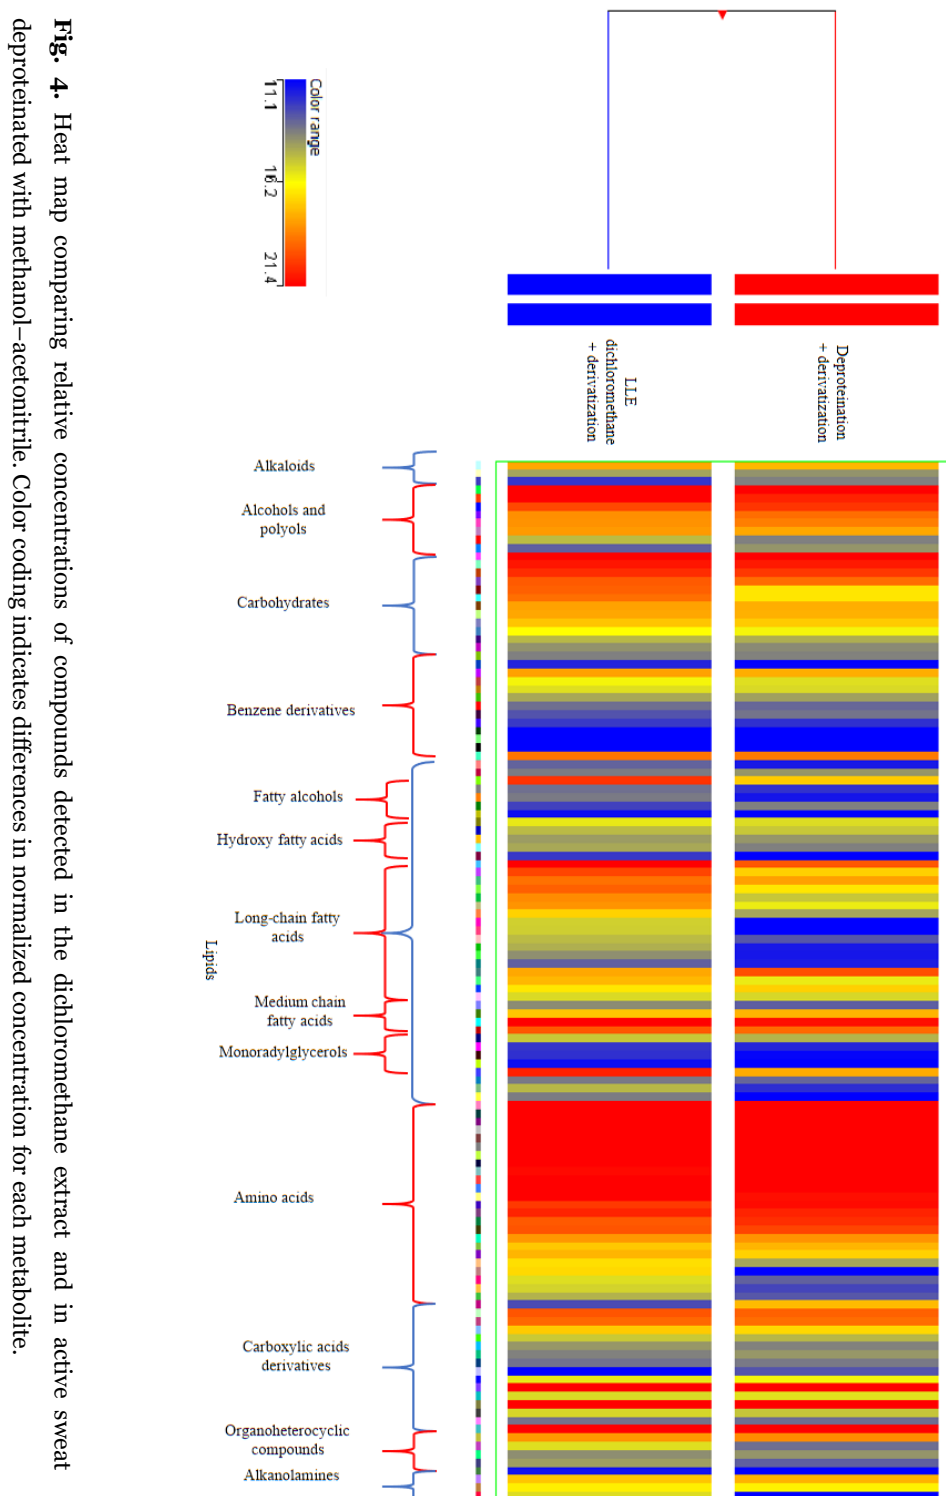 Color range
11.1
16.2
21.4
Deproteination
+ derivatization
LLE
dichloromethane
+ derivatization
Alkaloids
Alcohols and
polyols
Carbohydrates
Benzene derivatives
Fatty alcohols
Hydroxy fatty acids
Long-chain fatty
acids
Medium chain
fatty acids
Monoradylglycerols
Lipids
Amino acids
Carboxylic acids
derivatives
Organoheterocyclic
compounds
Alkanolamines
Fig. 4. Heat map comparing relative concentrations of compounds detected in the dichloromethane extract and in active sweat
deproteinated with methanol–acetonitrile. Color coding indicates differences in normalized concentration for each metabolite.